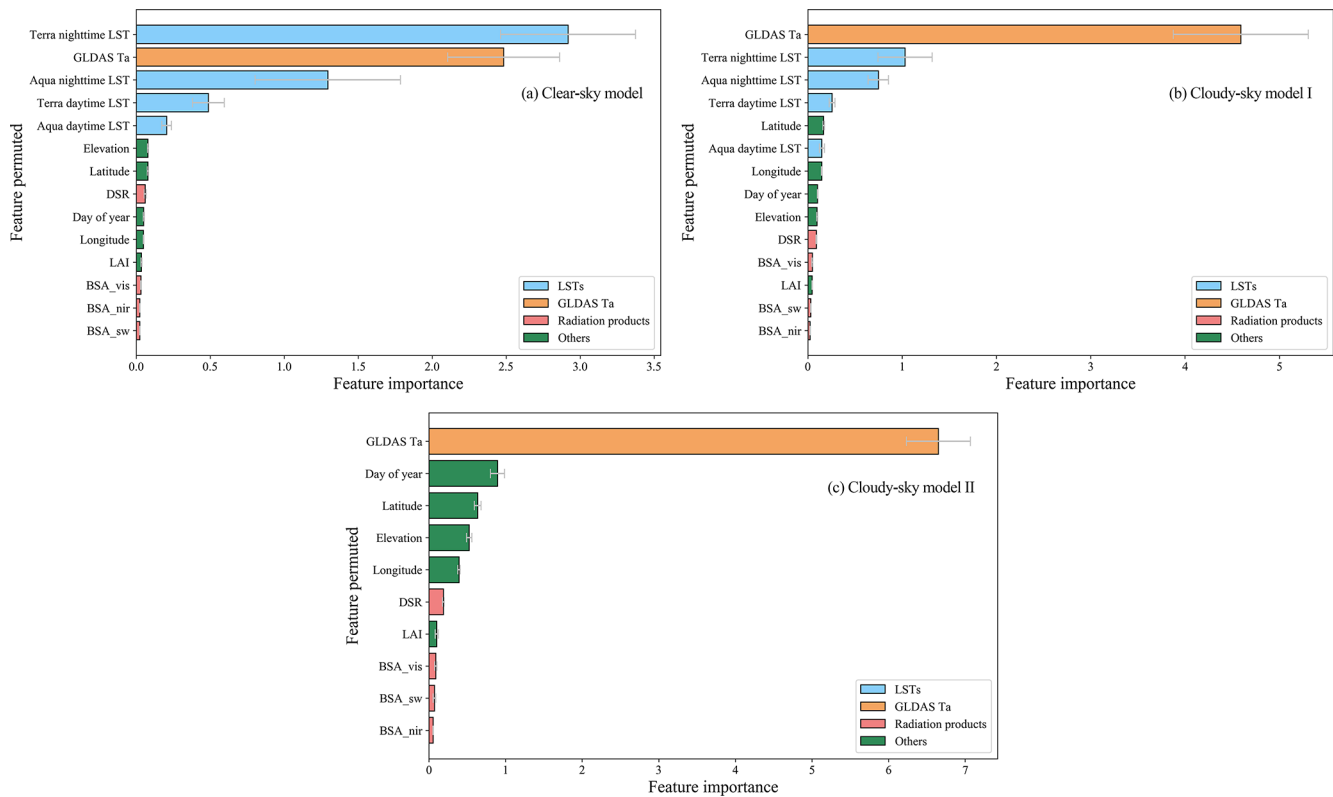 Terra nighttime LST
GLDAS Ta
Aqua nighttime LST
Terra daytime LST
Aqua daytime LST
Elevation
Latitude
DSR
Day of year
Longitude
LAI
BSA_vis
BSA_nir
BSA_sw
Feature permuted
(a) Clear-sky model
LSTs
GLDAS Ta
Radiation products
Others
0.0 0.5 1.0 1.5 2.0 2.5 3.0 3.5
Feature importance
GLDAS Ta
Terra nighttime LST
Aqua nighttime LST
Terra daytime LST
Latitude
Aqua daytime LST
Longitude
Day of year
Elevation
DSR
BSA_vis
LAI
BSA_sw
BSA_nir
Feature permuted
(b) Cloudy-sky model I
LSTs
GLDAS Ta
Radiation products
Others
0 1 2 3 4 5
Feature importance
GLDAS Ta
Day of year
Latitude
Elevation
Longitude
DSR
LAI
BSA_vis
BSA_sw
BSA_nir
Feature permuted
(c) Cloudy-sky model II
LSTs
GLDAS Ta
Radiation products
Others
0 1 2 3 4 5 6 7
Feature importance